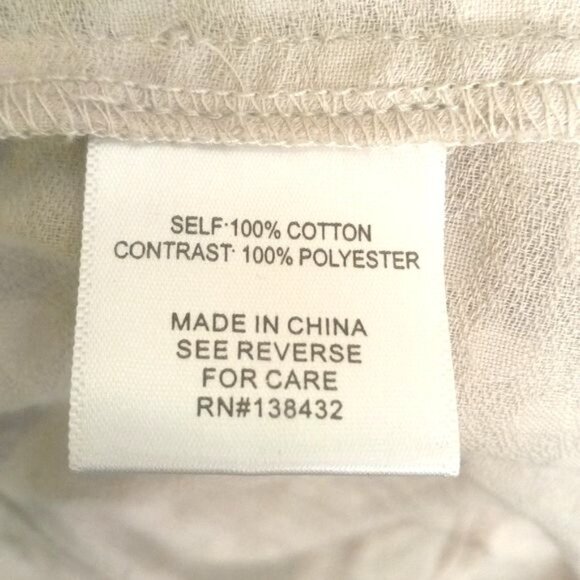 SELF·100% COTTON
CONTRAST· 100% POLYESTER
MADE IN CHINA
SEE REVERSE
FOR CARE
RN#138432